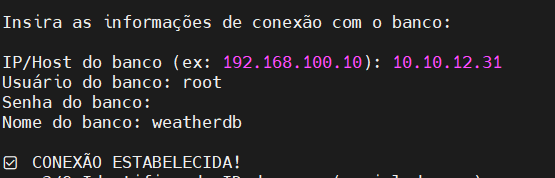 Insira as informações de conexão com o banco:
IP/Host do banco (ex: 192.168.100.10): 10.10.12.31
Usuário do banco: root
Senha do banco:
Nome do banco: weatherdb
☑ CONEXÃO ESTABELECIDA!